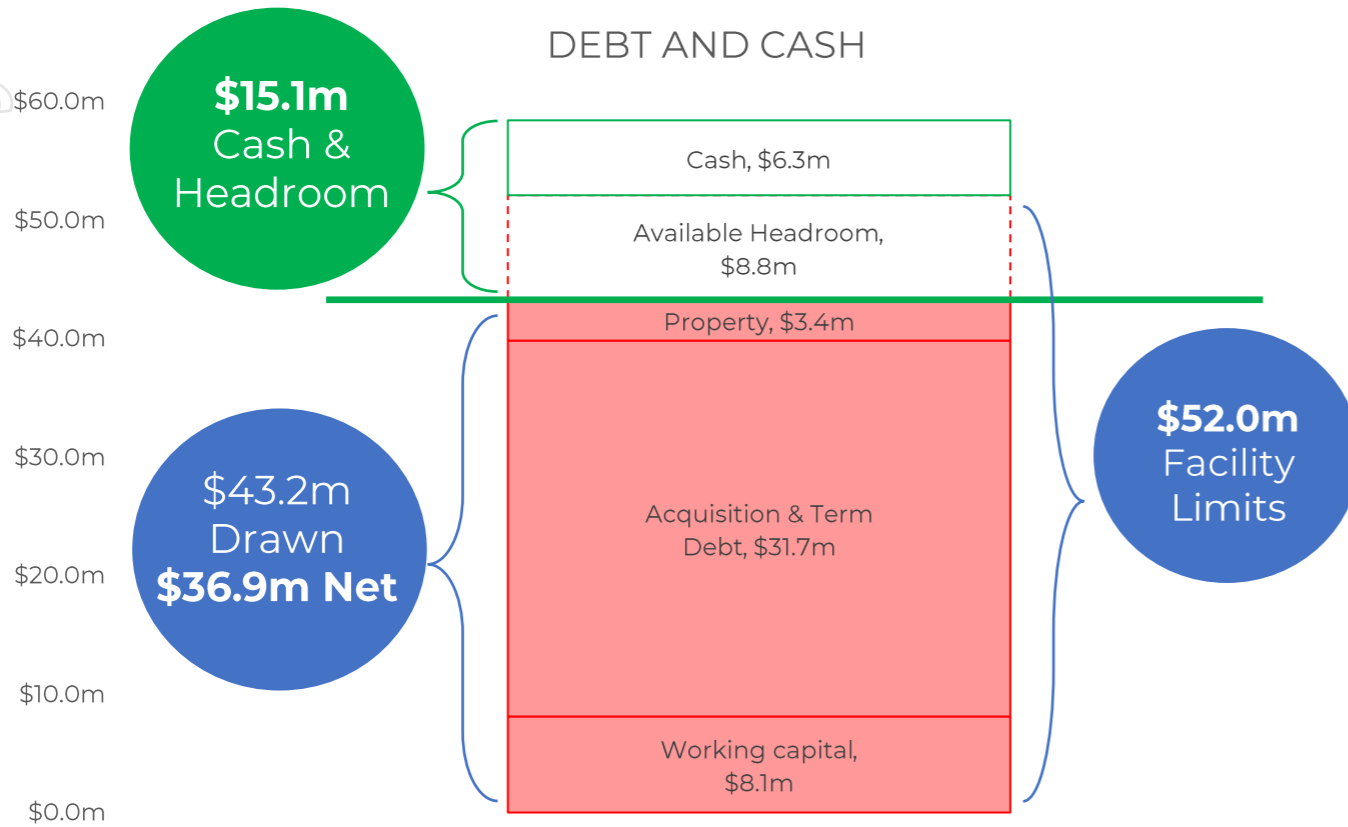 DEBT AND CASH
$60.0m
$50.0m
$40.0m
$30.0m
$20.0m
$10.0m
$0.0m
$15.1m
Cash &
Headroom
$43.2m
Drawn
$36.9m Net
Cash, $6.3m
Available Headroom,
$8.8m
Property, $3.4m
Acquisition & Term
Debt, $31.7m
Working capital,
$8.1m
$52.0m
Facility
Limits